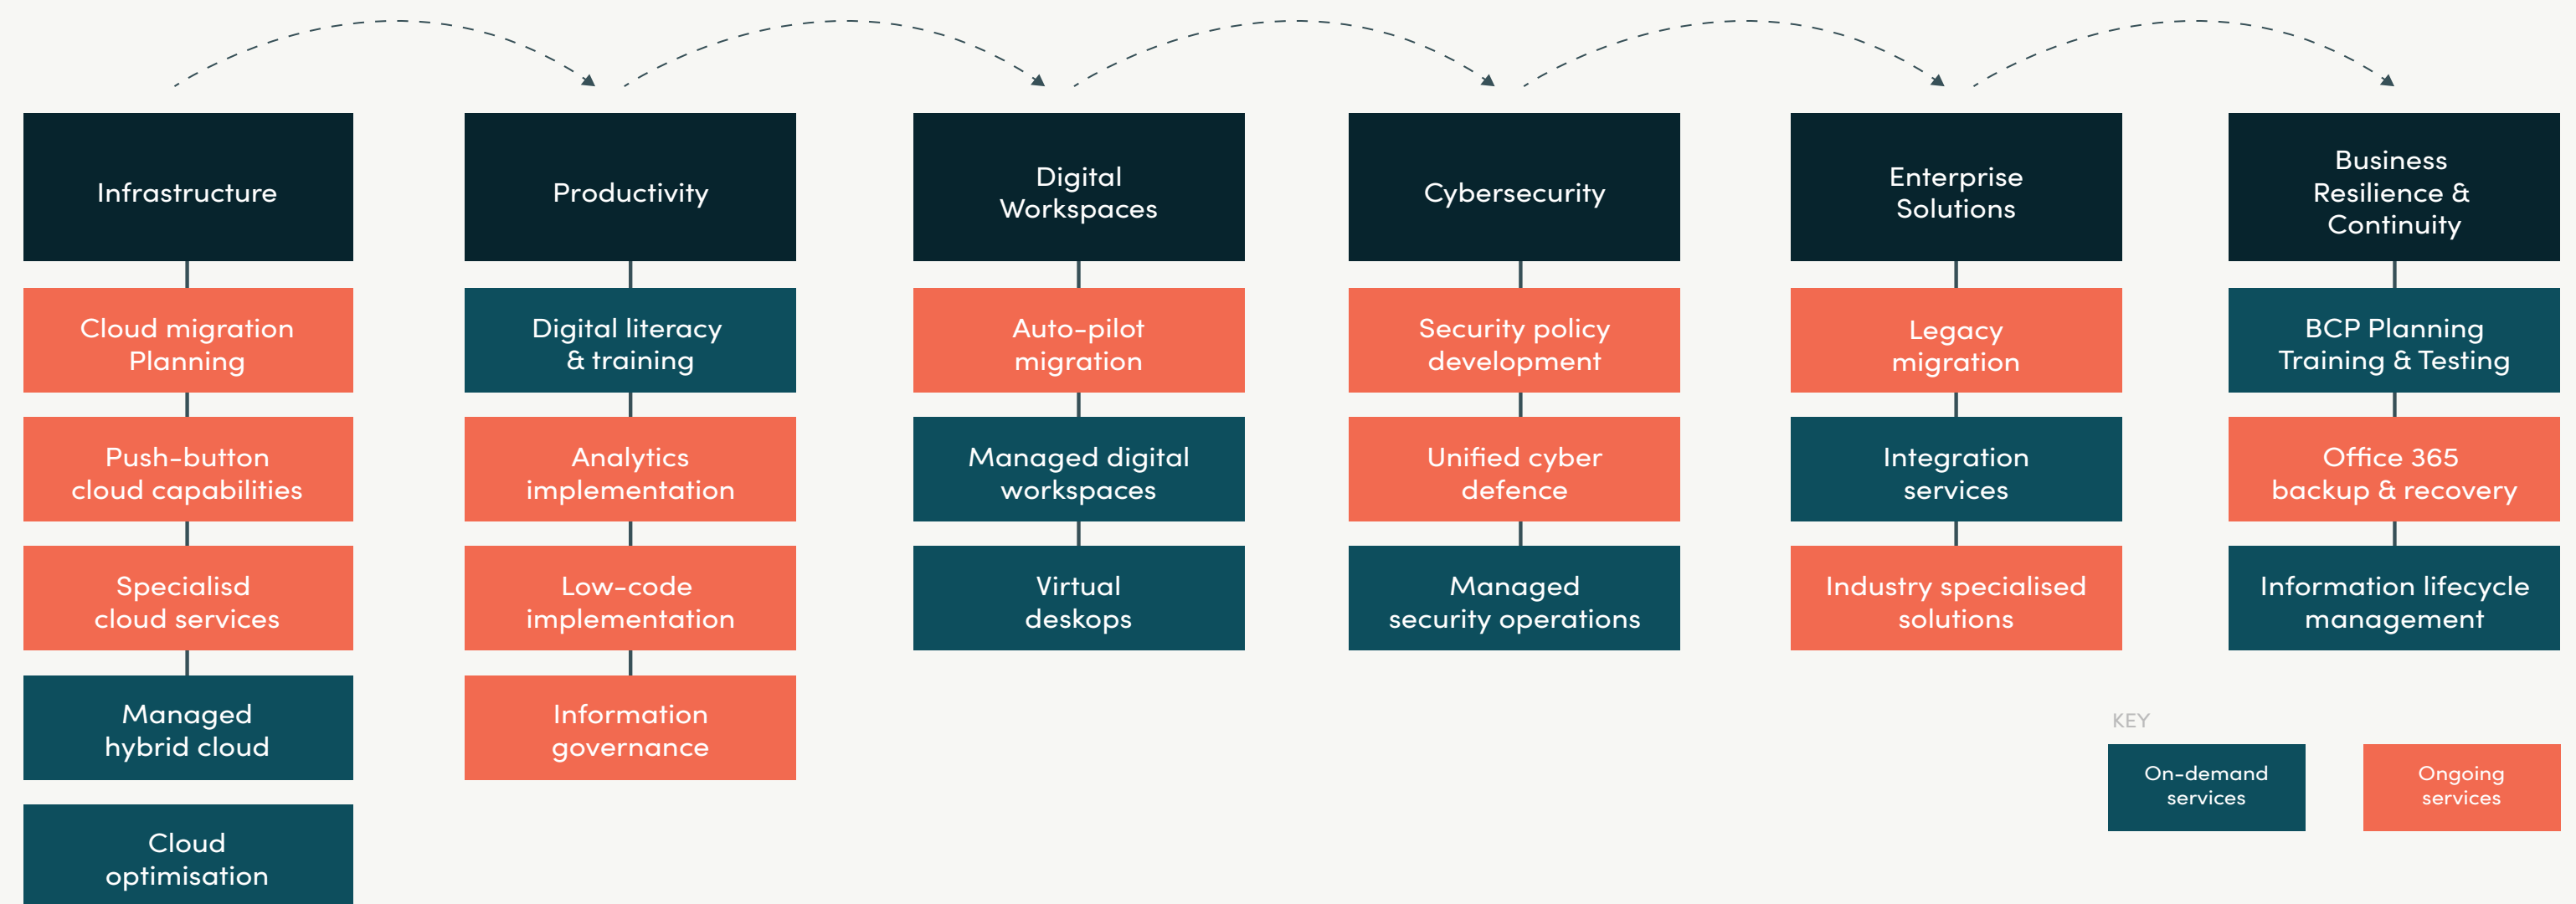 Infrastructure
Cloud migration
Planning
Push-button
cloud capabilities
Specialisd
cloud services
Managed
hybrid cloud
Cloud
optimisation
Productivity
Digital literacy
& training
Analytics
implementation
Low-code
implementation
Information
governance
Digital
Workspaces
Auto-pilot
migration
Managed digital
workspaces
Virtual
deskops
Cybersecurity
Security policy
development
Unified cyber
defence
Managed
security operations
Enterprise
Solutions
Legacy
migration
Integration
services
Industry specialised
solutions
Business
Resilience &
Continuity
BCP Planning
Training & Testing
Office 365
backup & recovery
Information lifecycle
management
KEY
On-demand
services
Ongoing
services